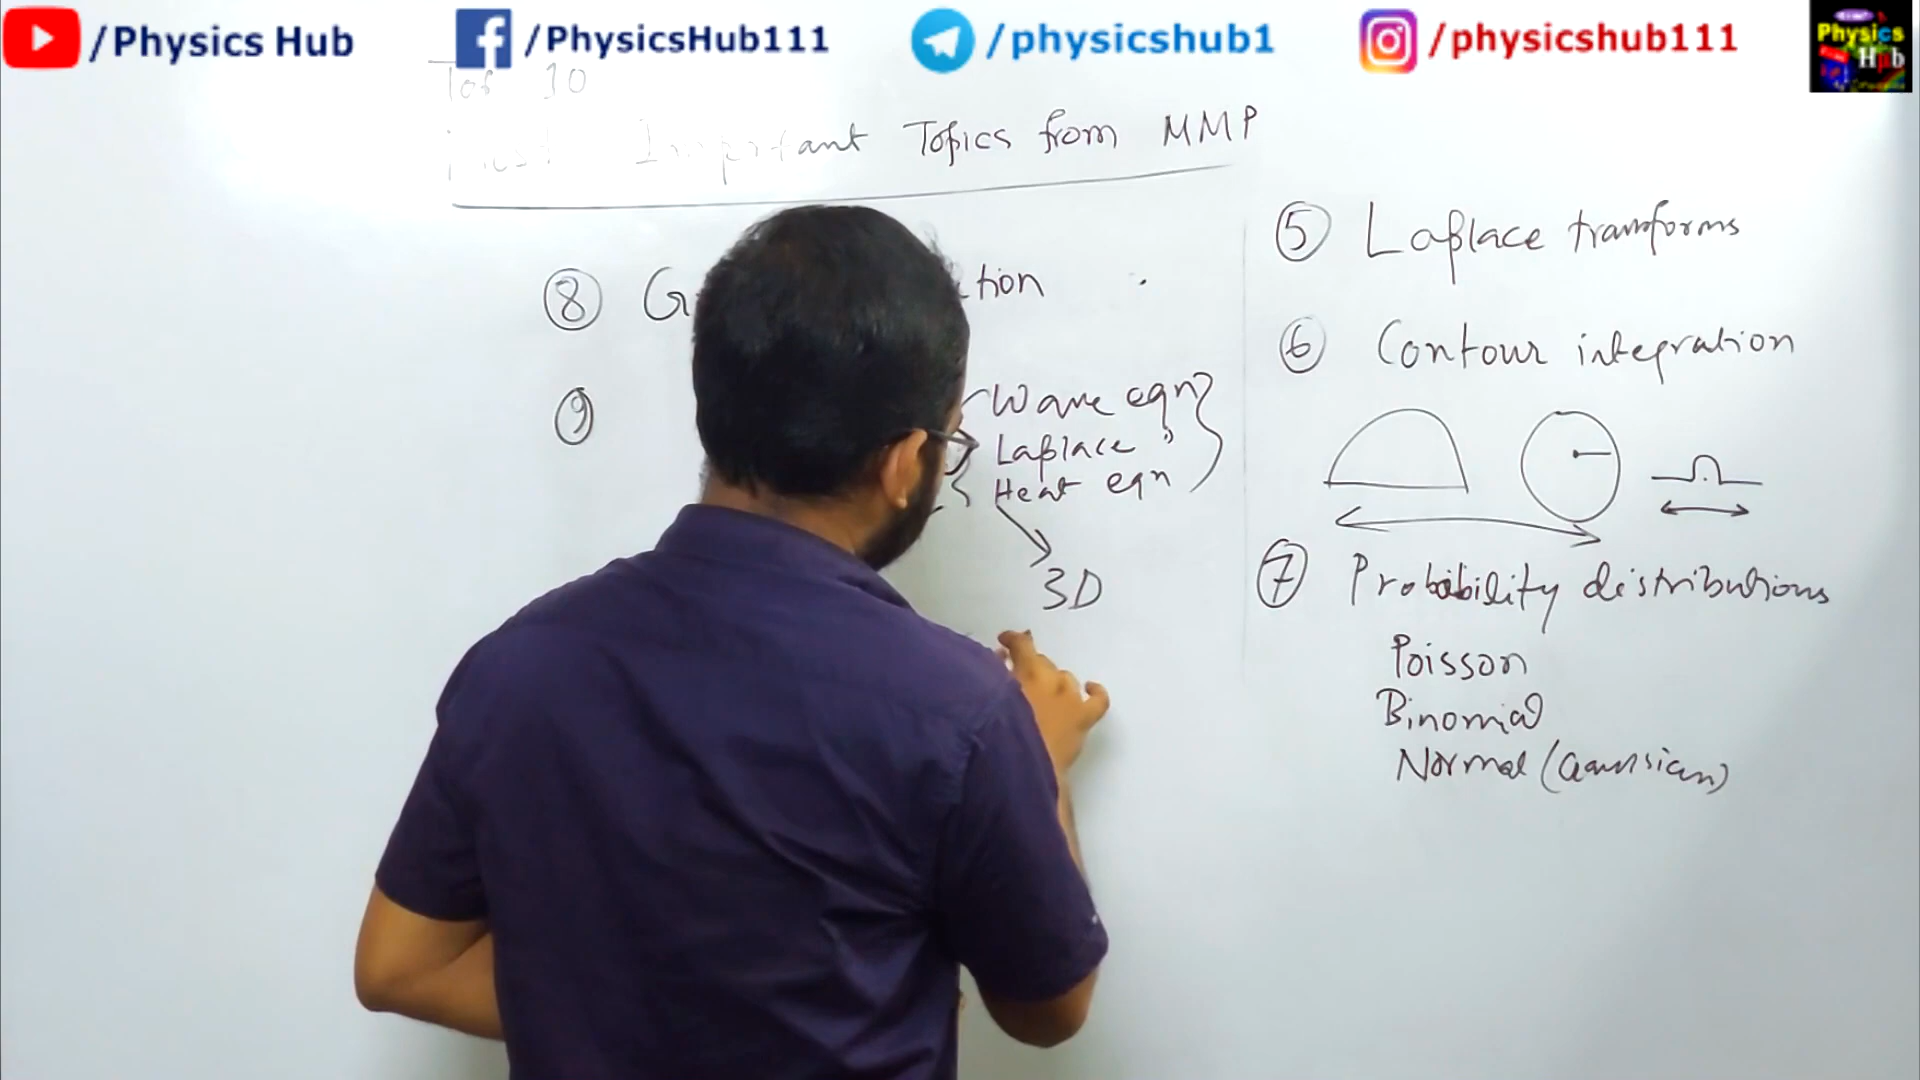 /Physics Hub
/PhysicsHub111
/physicshub1
/physicshub111
Physics
Hub
Top 10
Important Topics from MMP
8 G tion
9
Wave eqn
Laplace "
Heat eqn
3D
5 Laplace transforms
6 Contour integration
7 Probability distributions
Poisson
Binomial
Normal (Gaussian)